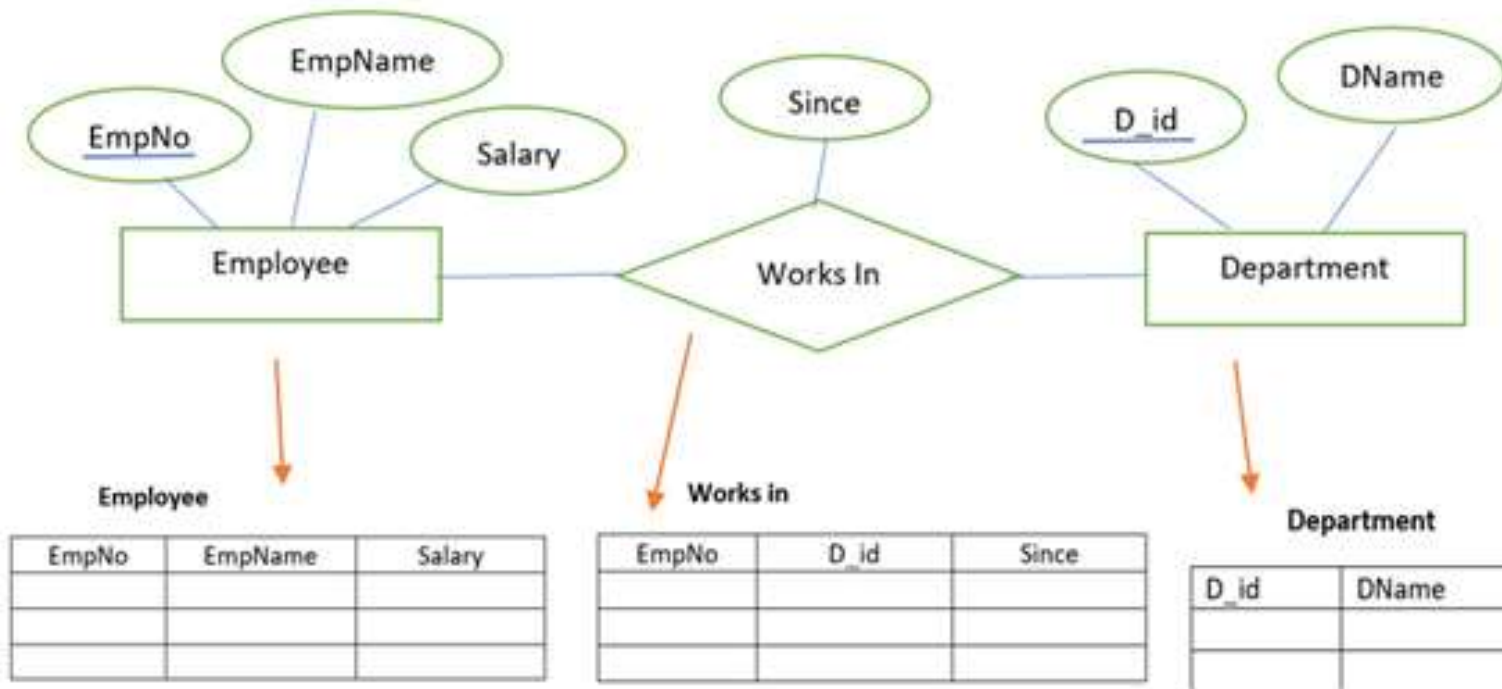 EmpName
EmpNo
Salary
Since
D_id
DName
Employee
Works In
Department
Employee
EmpNo EmpName Salary
Works in
EmpNo D_id Since
Department
D_id DName